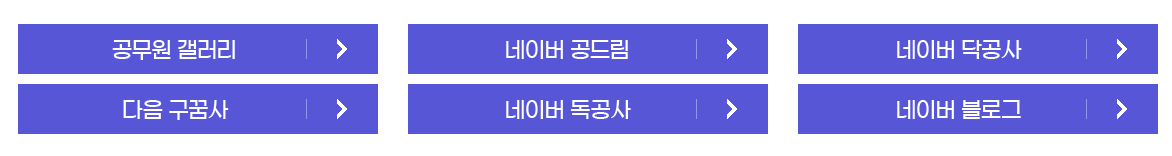 공무원 갤러리
네이버 공드림
네이버 닥공사
다음 구꿈사
네이버 독공사
네이버 블로그